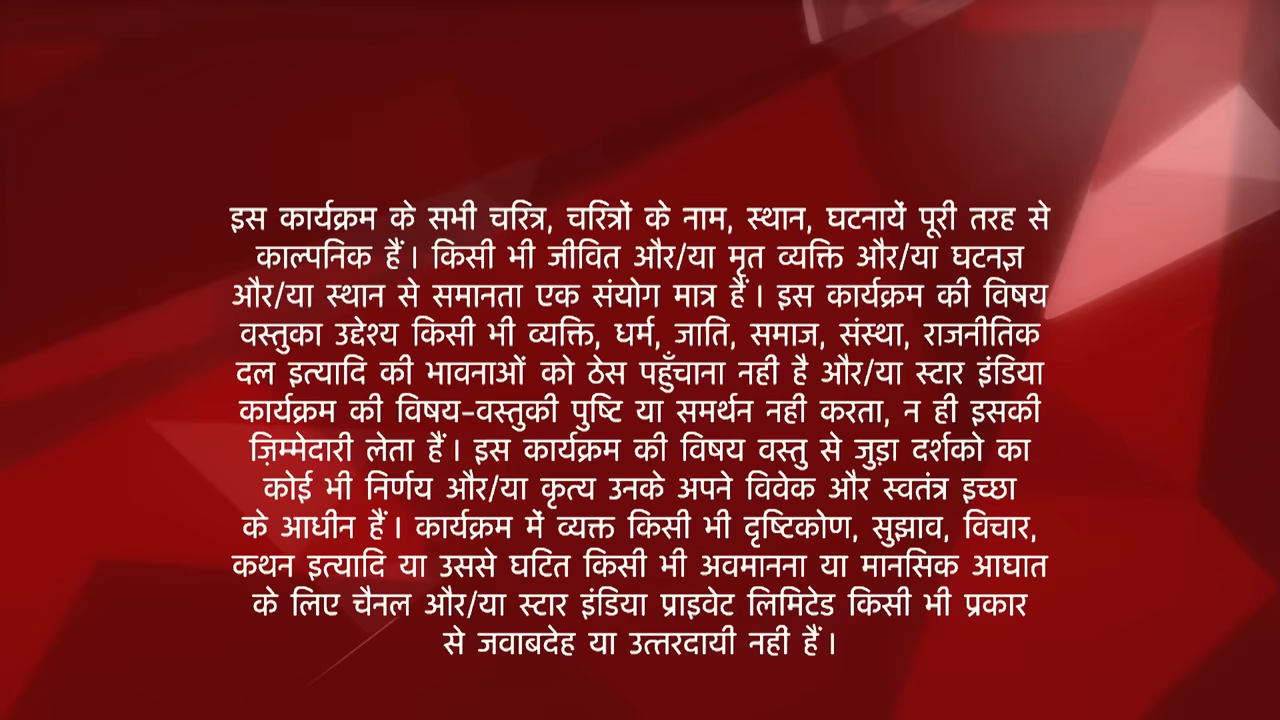 इस कार्यक्रम के सभी चरित्र, चरित्रों के नाम, स्थान, घटनायें पूरी तरह से
काल्पनिक हैं। किसी भी जीवित और/या मृत व्यक्ति और/या घटनज्ञ
और/या स्थान से समानता एक संयोग मात्र हैं। इस कार्यक्रम की विषय
वस्तुका उद्देश्य किसी भी व्यक्ति, धर्म, जाति, समाज, संस्था, राजनीतिक
दल इत्यादि की भावनाओं को ठेस पहुँचाना नही है और/या स्टार इंडिया
कार्यक्रम की विषय-वस्तुकी पुष्टि या समर्थन नही करता, न ही इसकी
ज़िम्मेदारी लेता हैं। इस कार्यक्रम की विषय वस्तु से जुड़ा दर्शको का
कोई भी निर्णय और/या कृत्य उनके अपने विवेक और स्वतंत्र इच्छा
के आधीन हैं। कार्यक्रम में व्यक्त किसी भी दृष्टिकोण, सुझाव, विचार,
कथन इत्यादि या उससे घटित किसी भी अवमानना या मानसिक आघात
के लिए चैनल और/या स्टार इंडिया प्राइवेट लिमिटेड किसी भी प्रकार
से जवाबदेह या उत्तरदायी नही हैं।